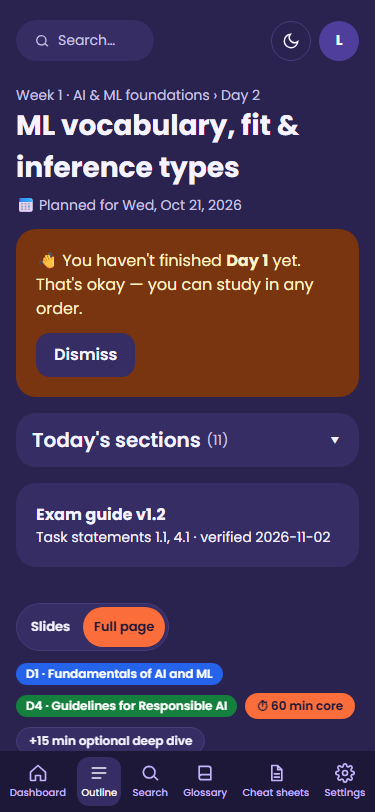 Search...
L
Week 1 · AI & ML foundations › Day 2
ML vocabulary, fit &
inference types
Planned for Wed, Oct 21, 2026
You haven't finished Day 1 yet.
That's okay — you can study in any
order.
Dismiss
Today's sections (11)
Exam guide v1.2
Task statements 1.1, 4.1 · verified 2026-11-02
Slides
Full page
D1 · Fundamentals of AI and ML
D4 · Guidelines for Responsible AI
60 min core
+15 min optional deep dive
Dashboard
Outline
Search
Glossary
Cheat sheets
Settings